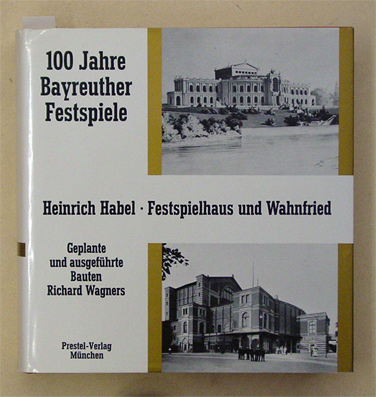 100 Jahre
Bayreuther
Festspiele
Heinrich Habel · Festspielhaus und Wahnfried
Geplante
und ausgeführte
Bauten
Richard Wagners
Prestel-Verlag
München